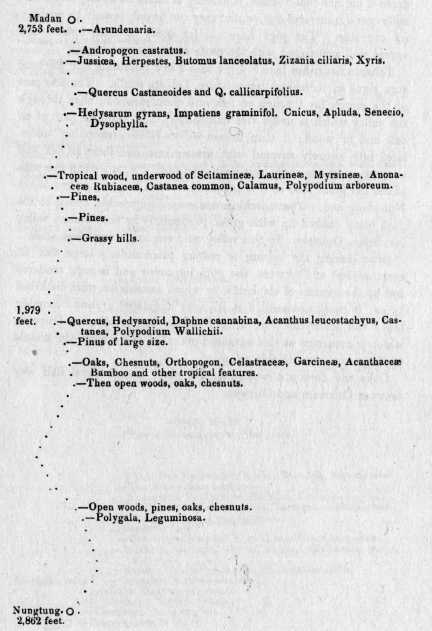 Madan
2,753 feet. —Arundenaria.
—Andropogon castratus.
—Jussiœa, Herpestes, Butomus lanceolatus, Zizania ciliaris, Xyris.
—Quercus Castaneoides and Q. callicarpifolius.
—Hedysarum gyrans, Impatiens graminifol. Cnicus, Apluda, Senecio,
Dysophylla.
—Tropical wood, underwood of Scitamineæ, Laurineæ, Myrsineæ, Anona-
ceæ Rubiaceæ, Castanea common, Calamus, Polypodium arboreum.
—Pines.
—Pines.
—Grassy hills.
1,979
feet. —Quercus, Hedysaroid, Daphne cannabina, Acanthus leucostachyus, Cas-
tanea, Polypodium Wallichii.
—Pinus of large size.
—Oaks, Chesnuts, Orthopogon, Celastraceæ, Garcineæ, Acanthaceæ
Bamboo and other tropical features.
—Then open woods, oaks, chesnuts.
—Open woods, pines, oaks, chesnuts.
—Polygala, Leguminosa.
Nungtung.
2,862 feet.